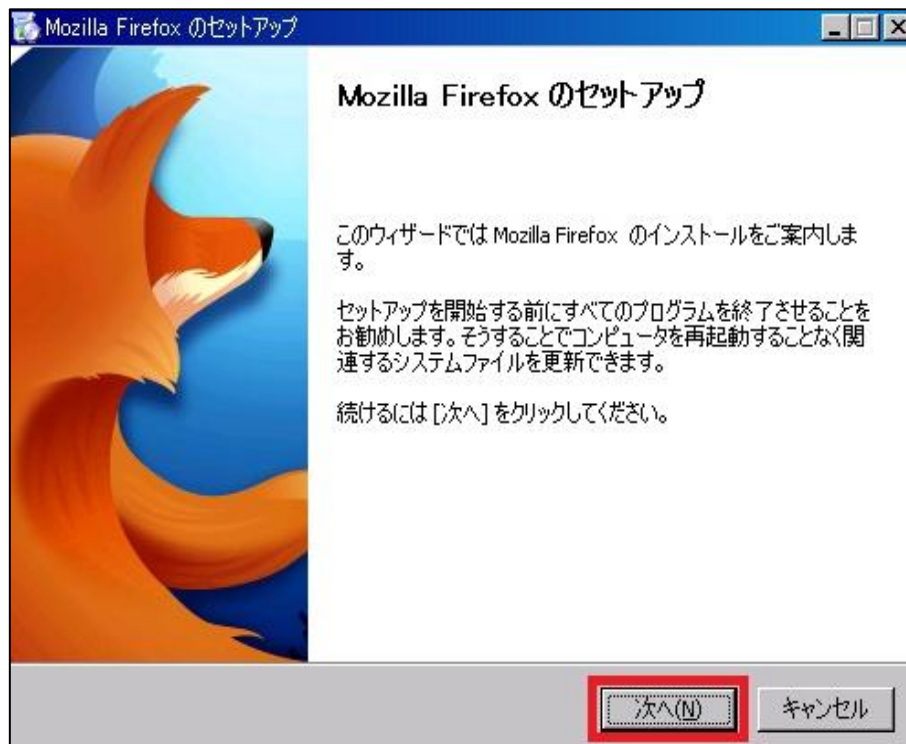 Mozilla Firefox のセットアップ
Mozilla Firefox のセットアップ
このウィザードでは Mozilla Firefox のインストールをご案内しま
す。
セットアップを開始する前にすべてのプログラムを終了させることを
お勧めします。そうすることでコンピュータを再起動することなく関
連するシステムファイルを更新できます。
続けるには [次へ] をクリックしてください。
次へ(N)
キャンセル